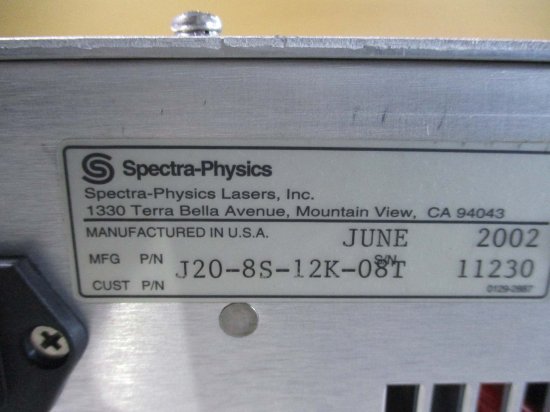 Spectra-Physics
Spectra-Physics Lasers, Inc.
1330 Terra Bella Avenue, Mountain View, CA 94043
MANUFACTURED IN U.S.A. JUNE 2002
MFG P/N J20-8S-12K-08T S/N 11230
CUST P/N 0129-2667